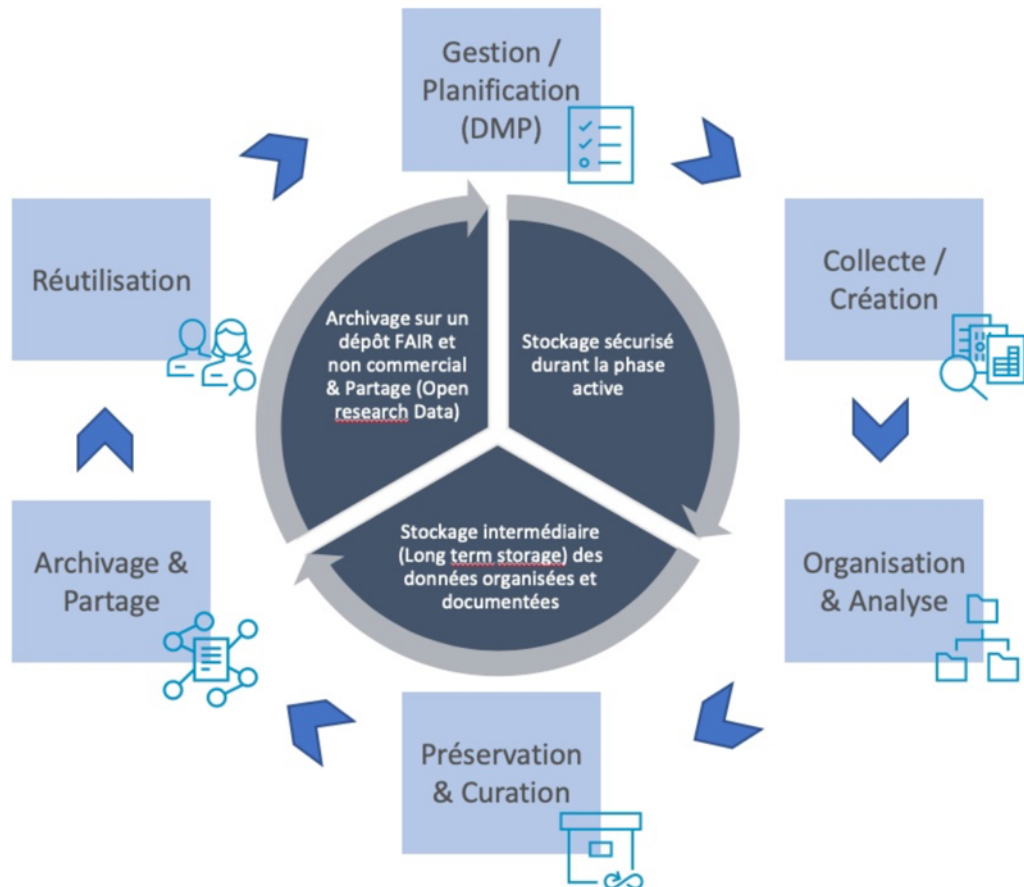 Gestion /
Planification
(DMP)
Collecte /
Création
Organisation
& Analyse
Préservation
& Curation
Archivage &
Partage
Réutilisation
Stockage sécurisé
durant la phase
active
Stockage intermédiaire
(Long term storage) des
données organisées et
documentées
Archivage sur un
dépôt FAIR et
non commercial
& Partage (Open
research Data)